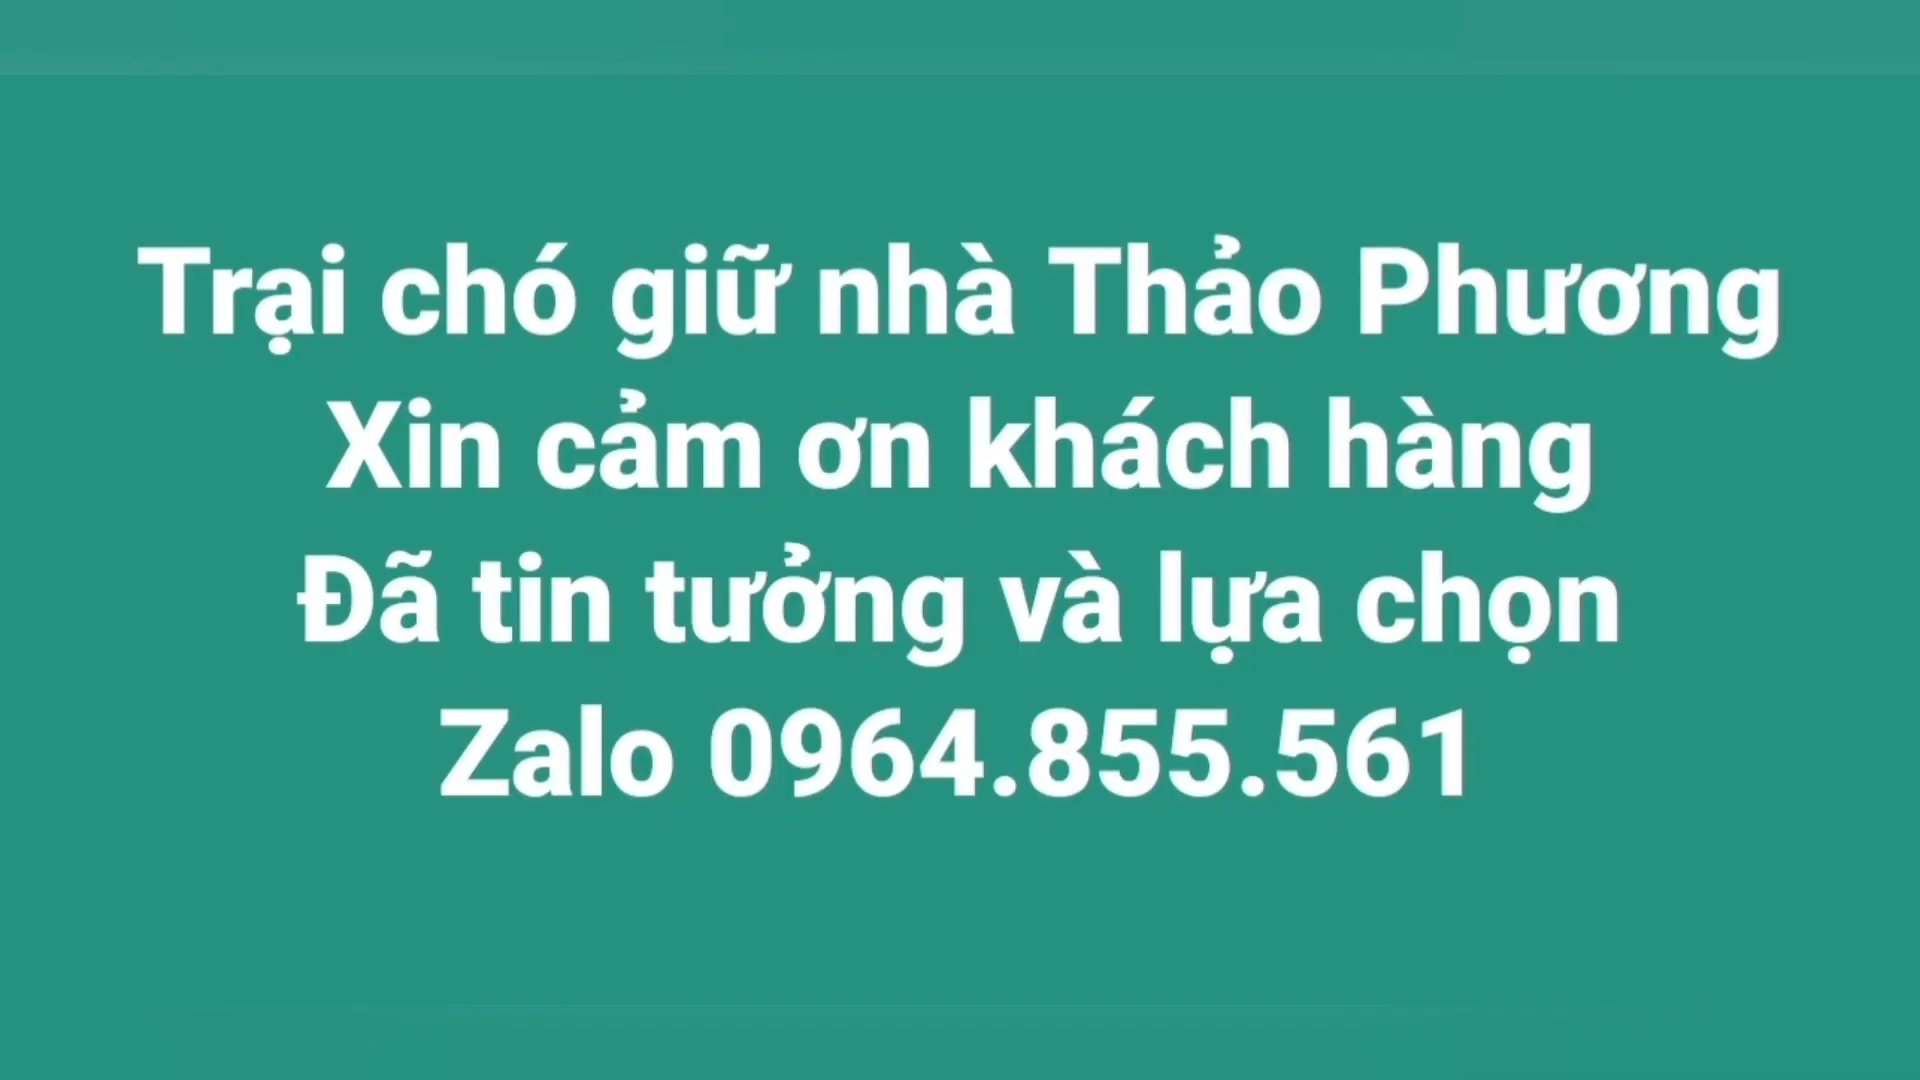 Trại chó giữ nhà Thảo Phương
Xin cảm ơn khách hàng
Đã tin tưởng và lựa chọn
Zalo 0964.855.561